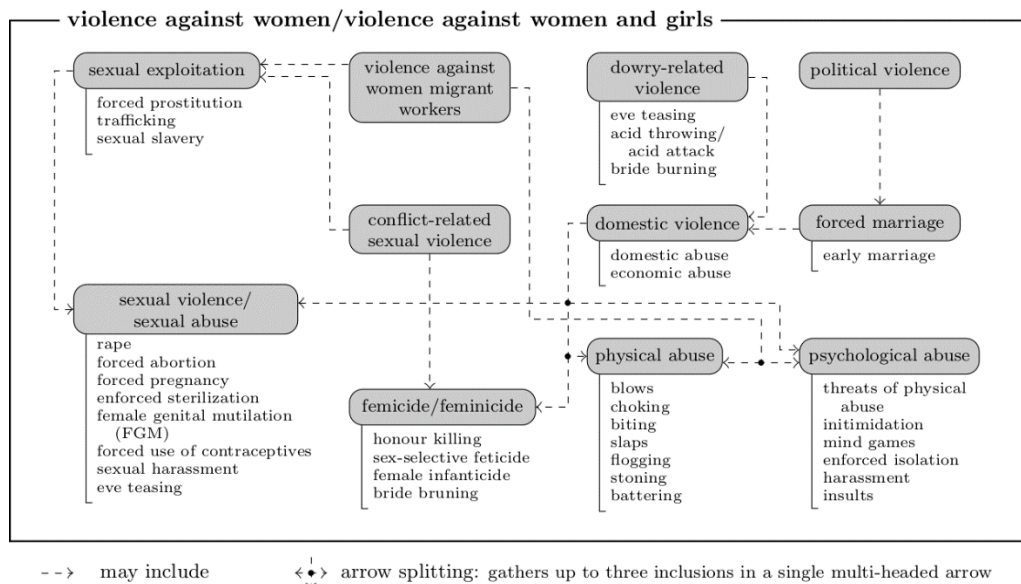 violence against women/violence against women and girls
sexual exploitation
forced prostitution
trafficking
sexual slavery
violence against
women migrant
workers
dowry-related
violence
eve teasing
acid throwing/
acid attack
bride burning
political violence
conflict-related
sexual violence
domestic violence
domestic abuse
economic abuse
forced marriage
early marriage
sexual violence/
sexual abuse
rape
forced abortion
forced pregnancy
enforced sterilization
female genital mutilation
(FGM)
forced use of contraceptives
sexual harassment
eve teasing
femicide/feminicide
honour killing
sex-selective feticide
female infanticide
bride bruning
physical abuse
blows
choking
biting
slaps
flogging
stoning
battering
psychological abuse
threats of physical
abuse
initimidation
mind games
enforced isolation
harassment
insults
may include
arrow splitting: gathers up to three inclusions in a single multi-headed arrow